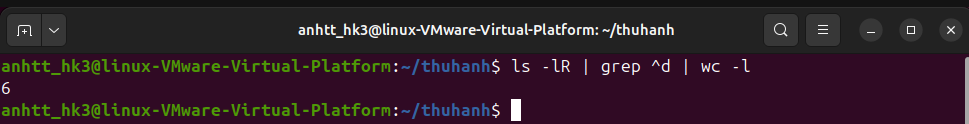 anhtt_hk3@linux-VMware-Virtual-Platform: ~/thuhanh
anhtt_hk3@linux-VMware-Virtual-Platform:~/thuhanh$ ls -lR | grep ^d | wc -l
6
anhtt_hk3@linux-VMware-Virtual-Platform:~/thuhanh$